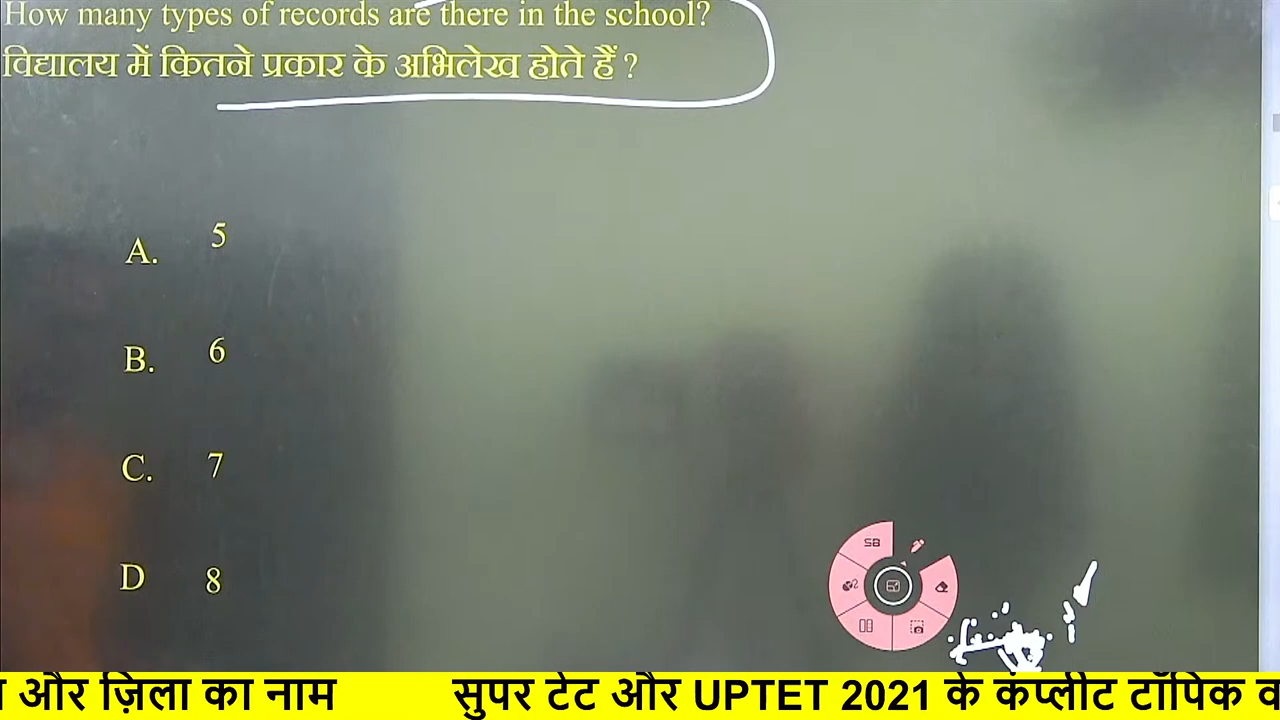 How many types of records are there in the school?
विद्यालय में कितने प्रकार के अभिलेख होते हैं ?
A. 5
B. 6
C. 7
D 8
SB
और ज़िला का नाम सुपर टेट और UPTET 2021 के कंप्लीट टॉपिक